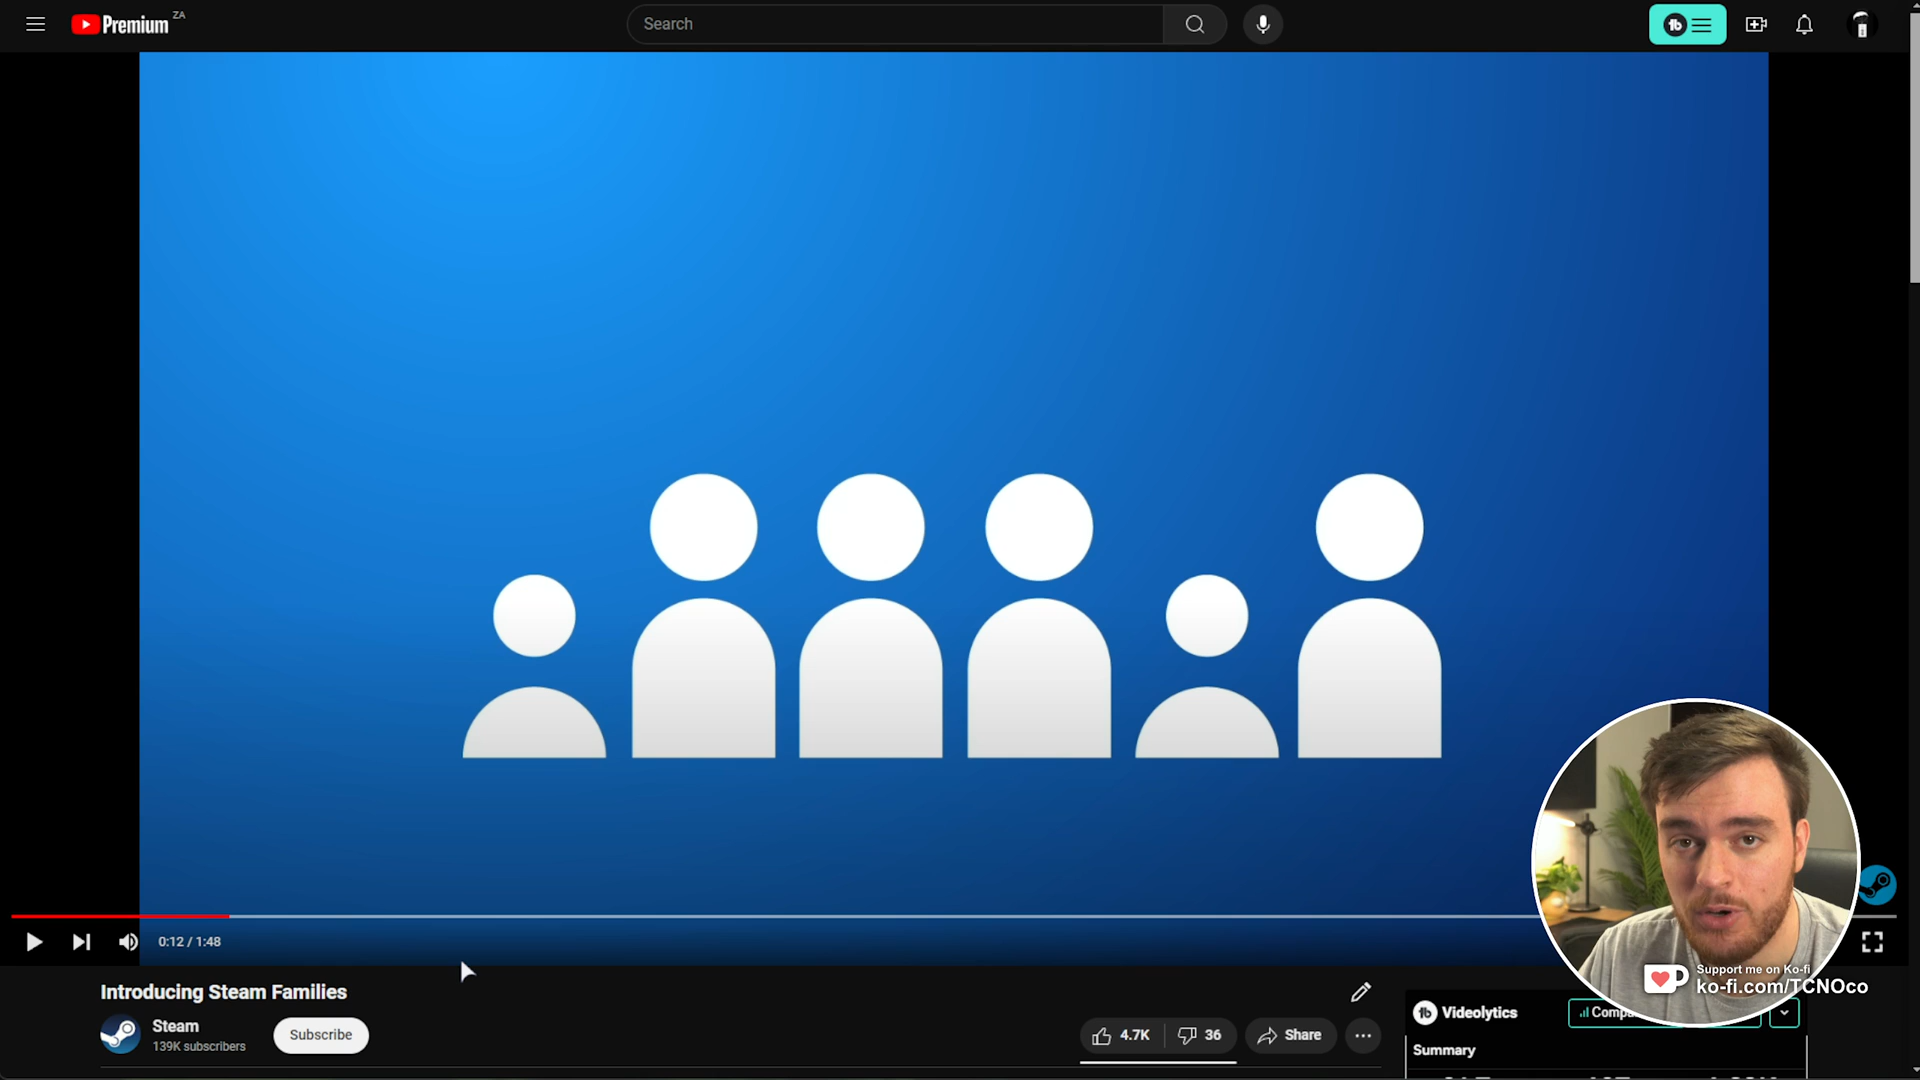 Premium ZA
Search
0:12 / 1:48
Introducing Steam Families
Steam
139K subscribers
Subscribe
4.7K
36
Share
Videolytics
Summary
Support me on Ko-fi
ko-fi.com/TCNOco